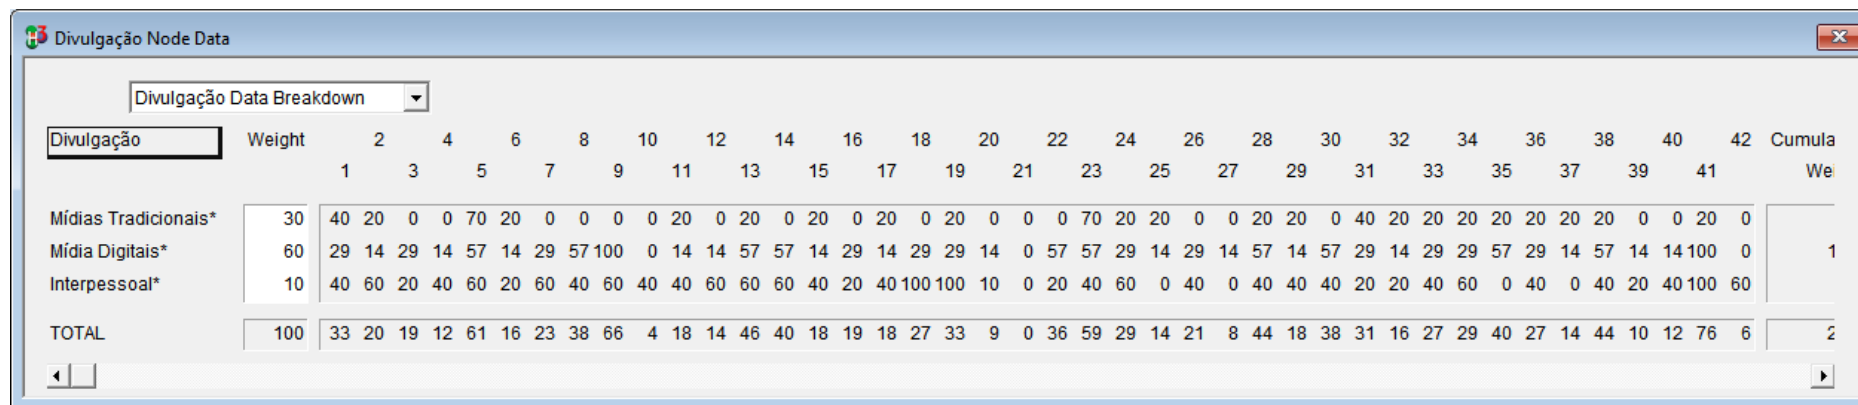 Divulgação Node Data
Divulgação Data Breakdown
Divulgação Weight 2 4 6 8 10 12 14 16 18 20 22 24 26 28 30 32 34 36 38 40 42 Cumula
1 3 5 7 9 11 13 15 17 19 21 23 25 27 29 31 33 35 37 39 41 Wei
Mídias Tradicionais* 30 40 20 0 0 70 20 0 0 0 0 20 0 20 0 20 0 20 0 20 0 0 0 70 20 20 0 0 20 20 0 40 20 20 20 20 20 20 20 0 0 20 0
Mídia Digitais* 60 29 14 29 14 57 14 29 57 100 0 14 14 57 57 14 29 14 29 29 14 0 57 57 29 14 29 14 57 14 57 29 14 29 29 57 29 14 57 14 14 100 0 1
Interpessoal* 10 40 60 20 40 60 20 60 40 60 40 40 60 60 60 40 20 40 100 100 10 0 20 40 60 0 40 0 40 40 40 20 20 40 60 0 40 0 40 20 40 100 60
TOTAL 100 33 20 19 12 61 16 23 38 66 4 18 14 46 40 18 19 18 27 33 9 0 36 59 29 14 21 8 44 18 38 31 16 27 29 40 27 14 44 10 12 76 6 2